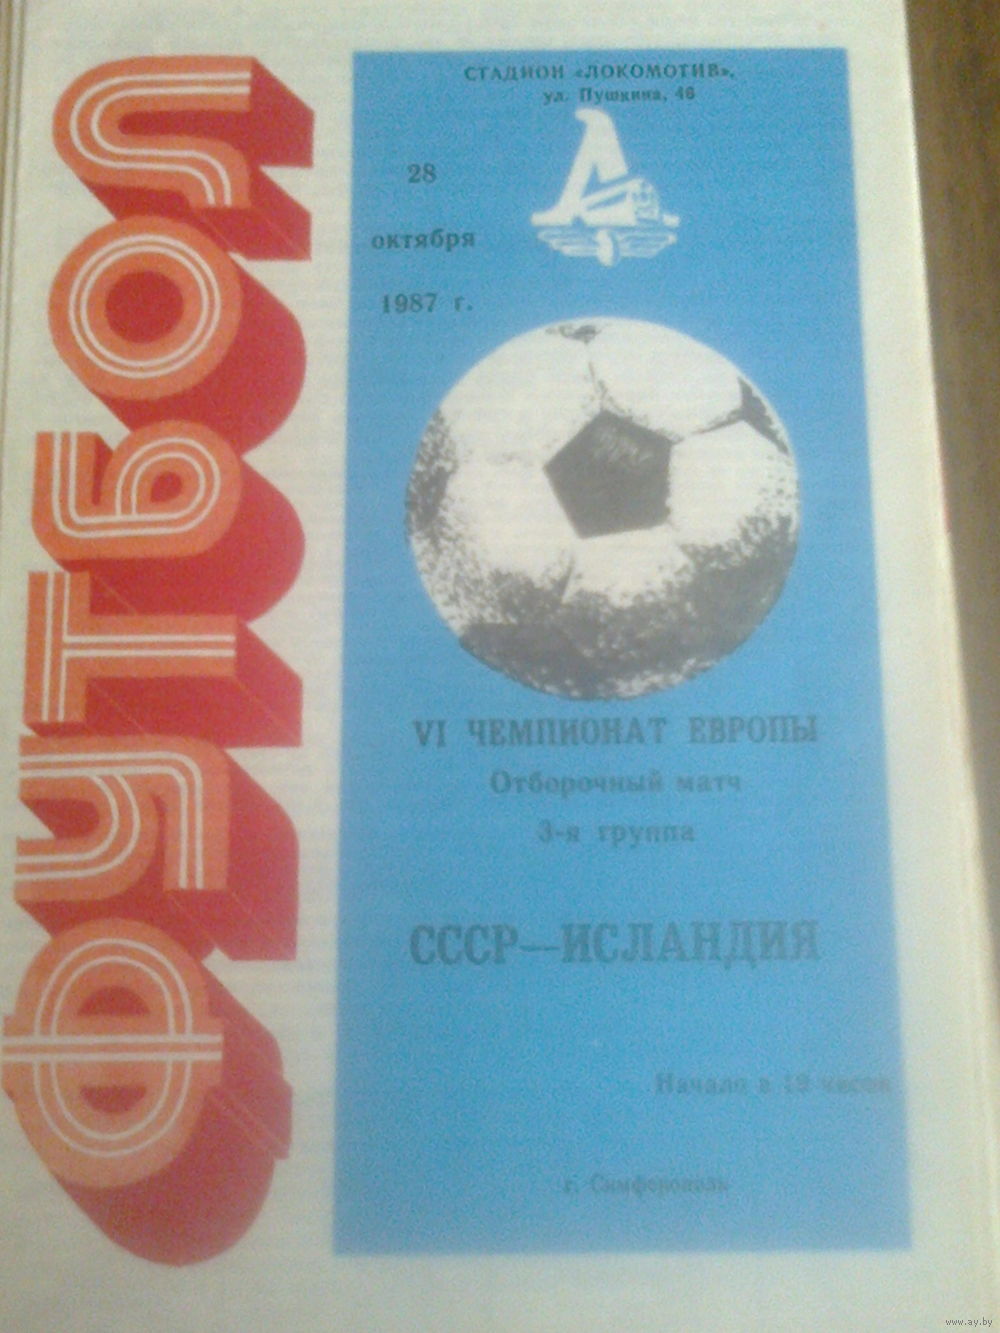 ФУТБОЛ
СТАДИОН «ЛОКОМОТИВ»,
ул. Пушкина, 46
28
октября
1987 г.
VI ЧЕМПИОНАТ ЕВРОПЫ
Отборочный матч
3-я группа
СССР—ИСЛАНДИЯ
Начало в 19 часов
г. Симферополь
www.ay.by